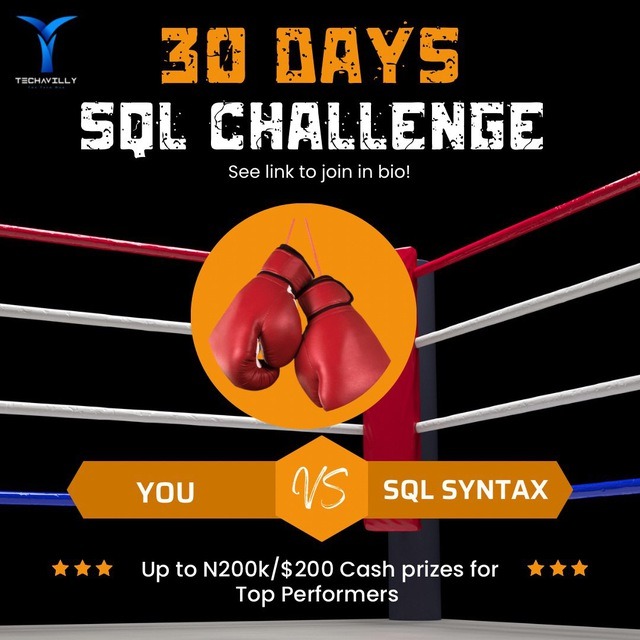 TECHAVILLY
30 DAYS
SQL CHALLENGE
See link to join in bio!
YOU
VS
SQL SYNTAX
Up to N200k/$200 Cash prizes for
Top Performers